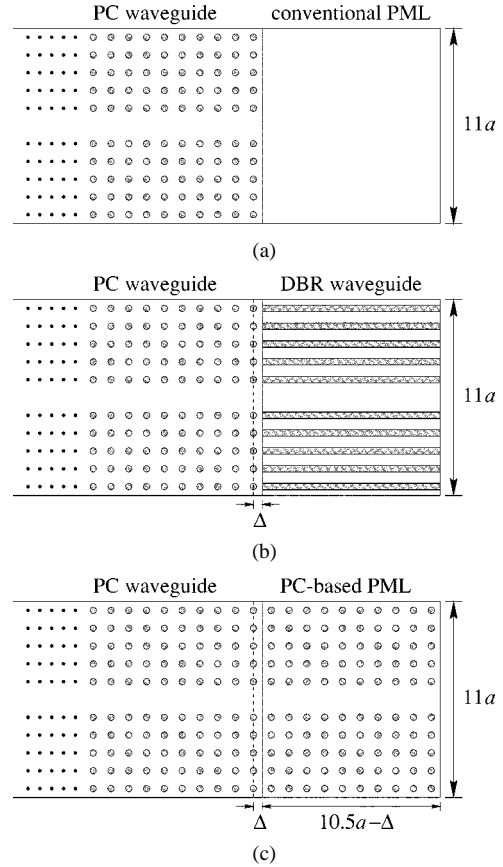 PC waveguide conventional PML
11a
(a)
PC waveguide DBR waveguide
11a
Δ
(b)
PC waveguide PC-based PML
11a
Δ 10.5a−Δ
(c)